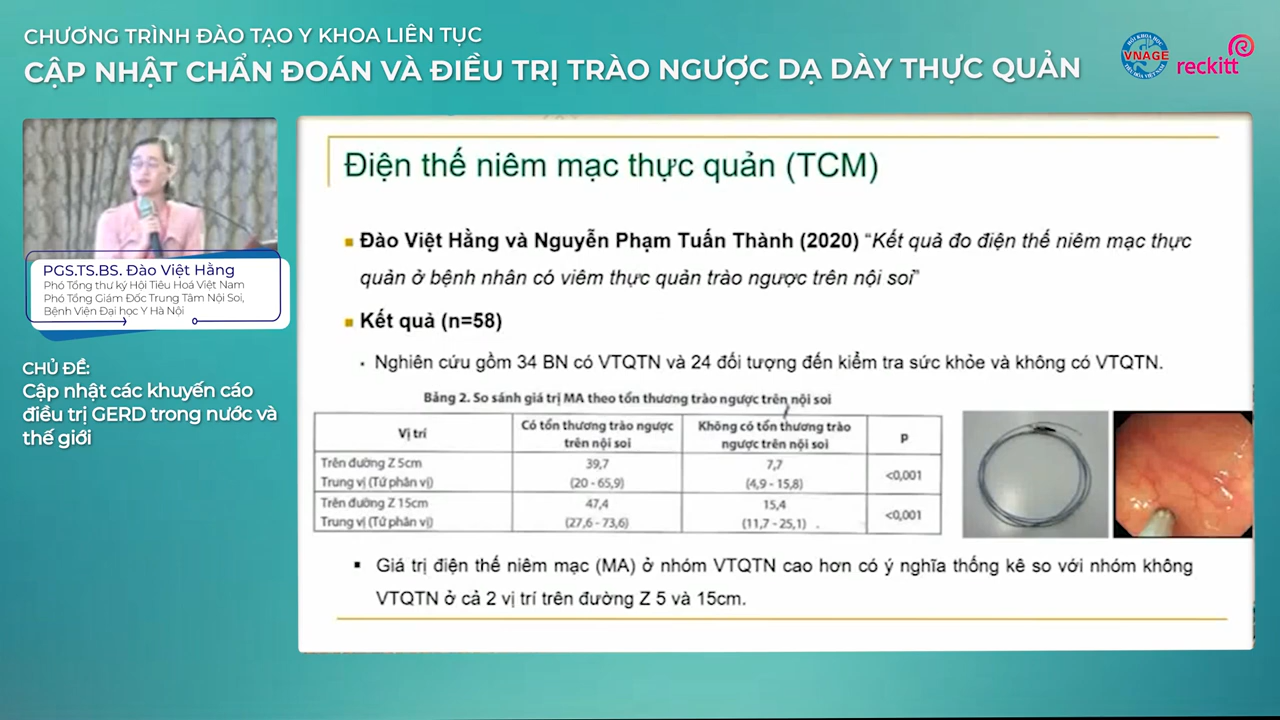 CHƯƠNG TRÌNH ĐÀO TẠO Y KHOA LIÊN TỤC
CẬP NHẬT CHẨN ĐOÁN VÀ ĐIỀU TRỊ TRÀO NGƯỢC DẠ DÀY THỰC QUẢN
HỘI KHOA HỌC
VNAGE
TIÊU HÓA VIỆT NAM
reckitt
PGS.TS.BS. Đào Việt Hằng
Phó Tổng thư ký Hội Tiêu Hoá Việt Nam
Phó Tổng Giám Đốc Trung Tâm Nội Soi,
Bệnh Viện Đại học Y Hà Nội
CHỦ ĐỀ:
Cập nhật các khuyến cáo
điều trị GERD trong nước và
thế giới
Điện thế niêm mạc thực quản (TCM)
Đào Việt Hằng và Nguyễn Phạm Tuấn Thành (2020) “Kết quả đo điện thế niêm mạc thực
quản ở bệnh nhân có viêm thực quản trào ngược trên nội soi”
Kết quả (n=58)
Nghiên cứu gồm 34 BN có VTQTN và 24 đối tượng đến kiểm tra sức khỏe và không có VTQTN.
Bảng 2. So sánh giá trị MA theo tổn thương trào ngược trên nội soi
Vị trí
Có tổn thương trào ngược
trên nội soi
Không có tổn thương trào
ngược trên nội soi
p
Trên đường Z 5cm
Trung vị (Tứ phân vị)
39,7
(20 - 65,9)
7,7
(4,9 - 15,8)
<0,001
Trên đường Z 15cm
Trung vị (Tứ phân vị)
47,4
(27,6 - 73,6)
15,4
(11,7 - 25,1)
<0,001
Giá trị điện thế niêm mạc (MA) ở nhóm VTQTN cao hơn có ý nghĩa thống kê so với nhóm không
VTQTN ở cả 2 vị trí trên đường Z 5 và 15cm.